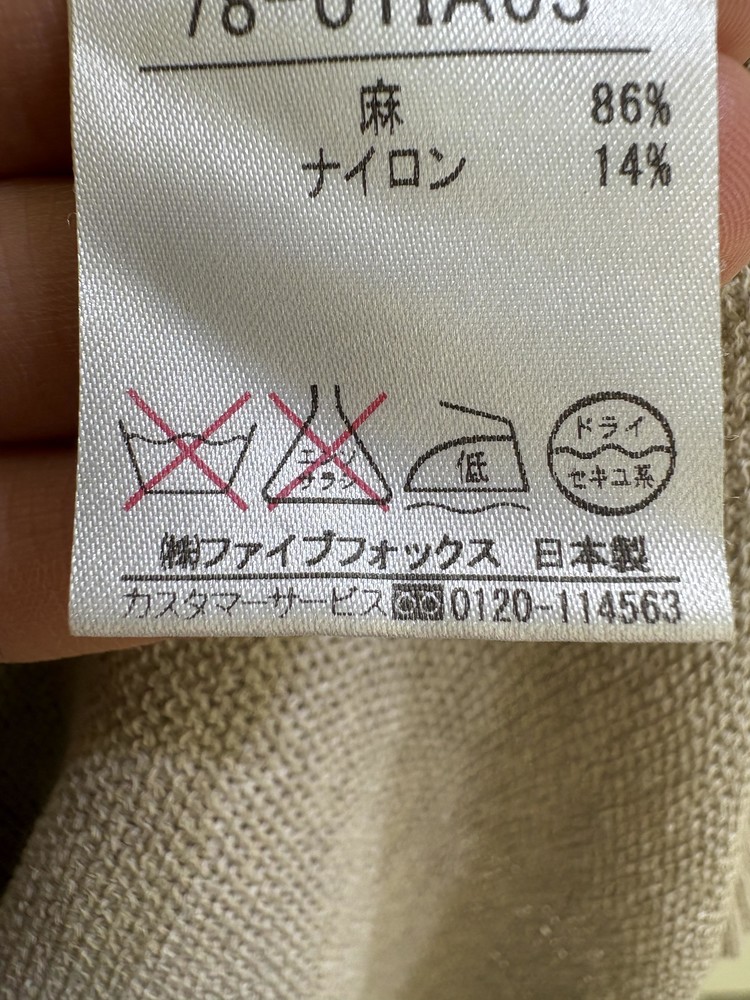 麻 86%
ナイロン 14%
エンソ
サラシ
低
ドライ
セキユ系
㈱ファイブフォックス 日本製
カスタマーサービス 0120-114563